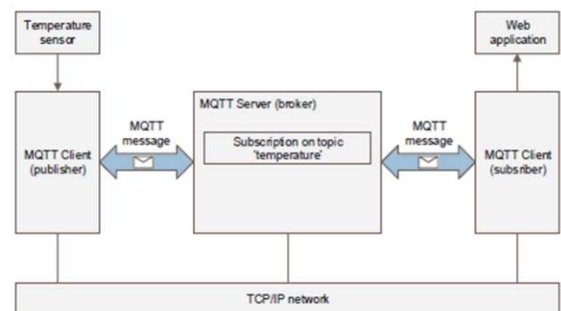 Temperature
sensor
Web
application
MQTT Client
(publisher)
MQTT
message
MQTT Server (broker)
Subscription on topic
'temperature'
MQTT
message
MQTT Client
(subsriber)
TCP/IP network